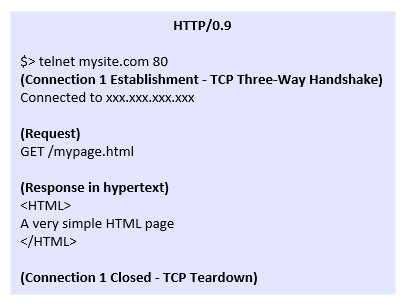 HTTP/0.9
$> telnet mysite.com 80
(Connection 1 Establishment - TCP Three-Way Handshake)
Connected to xxx.xxx.xxx.xxx
(Request)
GET /mypage.html
(Response in hypertext)
<HTML>
A very simple HTML page
</HTML>
(Connection 1 Closed - TCP Teardown)